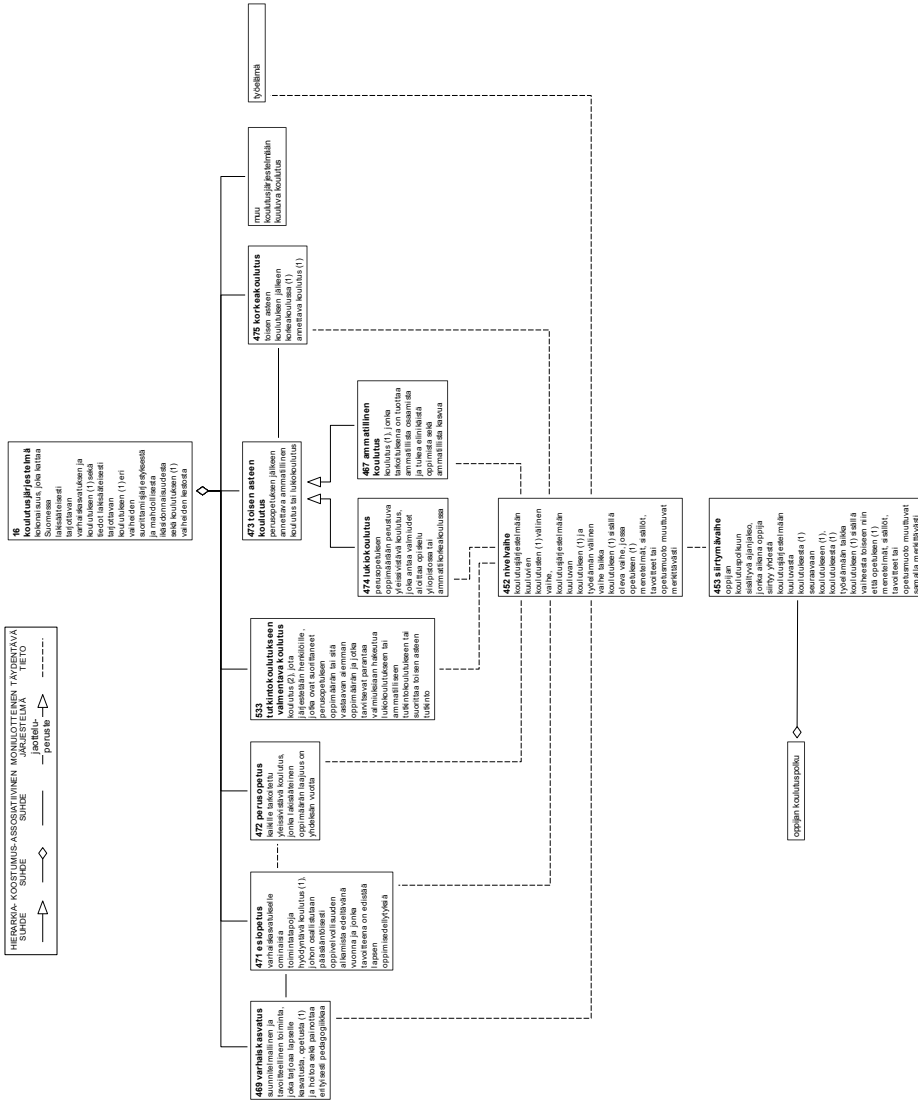 HIERARKIA- KOOSTUMUS- ASSOSIATIIVINEN MONIULOTTEINEN TÄYDENTÄVÄ
SUHDE SUHDE SUHDE JÄRJESTELMÄ TIETO
jaottelu-
peruste
16
koulutusjärjestelmä
kokonaisuus, joka kattaa
Suomessa
lakisääteisesti
tarjottavan
varhaiskasvatuksen ja
koulutuksen (1) sekä
tiedot lakisääteisesti
tarjottavan
koulutuksen (1) eri
vaiheiden
suorittamisjärjestyksestä
ja mahdollisesta
ikäsidonnaisuudesta
sekä koulutuksen (1)
vaiheiden kestosta
469 varhaiskasvatus
suunnitelmallinen ja
tavoitteellinen toiminta,
joka tarjoaa lapselle
kasvatusta, opetusta (1)
ja hoitoa sekä painottaa
erityisesti pedagogiikkaa
471 esiopetus
varhaiskasvatukselle
ominaisia
toimintatapoja
hyödyntävä koulutus (1),
johon osallistutaan
pääsääntöisesti
oppivelvollisuuden
alkamista edeltävänä
vuonna ja jonka
tavoitteena on edistää
lapsen
oppimisedellytyksiä
472 perusopetus
kaikille tarkoitettu
yleissivistävä koulutus,
jonka lakisääteinen
oppimäärän laajuus on
yhdeksän vuotta
533
tutkintokoulutukseen
valmentava koulutus
koulutus (2), jota
järjestetään henkilöille,
jotka ovat suorittaneet
perusopetuksen
oppimäärän tai sitä
vastaavan aiemman
oppimäärän ja jotka
tarvitsevat parantaa
valmiuksiaan hakeutua
lukiokoulutukseen tai
ammatilliseen
tutkintokoulutukseen tai
suorittaa toisen asteen
tutkinto
473 toisen asteen
koulutus
perusopetuksen jälkeen
annettava ammatillinen
koulutus tai lukiokoulutus
475 korkeakoulutus
toisen asteen
koulutuksen jälkeen
korkeakoulussa (1)
annettava koulutus (1)
muu
koulutusjärjestelmään
kuuluva koulutus
työelämä
474 lukiokoulutus
perusopetuksen
oppimäärään perustuva
yleissivistävä koulutus,
joka antaa valmiudet
aloittaa opiskelu
yliopistossa tai
ammattikorkeakoulussa
467 ammatillinen
koulutus
koulutus (1), jonka
tarkoituksena on tuottaa
ammatillista osaamista
ja tukea elinikäistä
oppimista sekä
ammatillista kasvua
452 nivelvaihe
koulutusjärjestelmään
kuuluvien
koulutusten (1) välinen
vaihe,
koulutusjärjestelmään
kuuluvan
koulutuksen (1) ja
työelämän välinen
vaihe taikka
koulutuksen (1) sisällä
oleva vaihe, jossa
opetuksen (1)
menetelmät, sisällöt,
tavoitteet tai
opetusmuoto muuttuvat
merkittävästi
453 siirtymävaihe
oppijan
koulutuspolkuun
sisältyvä ajanjakso,
jonka aikana oppija
siirtyy yhdestä
koulutusjärjestelmään
kuuluvasta
koulutuksesta (1)
seuraavaan
koulutukseen (1),
koulutuksesta (1)
työelämään taikka
koulutuksen (1) sisällä
vaiheesta toiseen niin
että opetuksen (1)
menetelmät, sisällöt,
tavoitteet tai
opetusmuoto muuttuvat
samalla merkittävästi
oppijan koulutuspolku